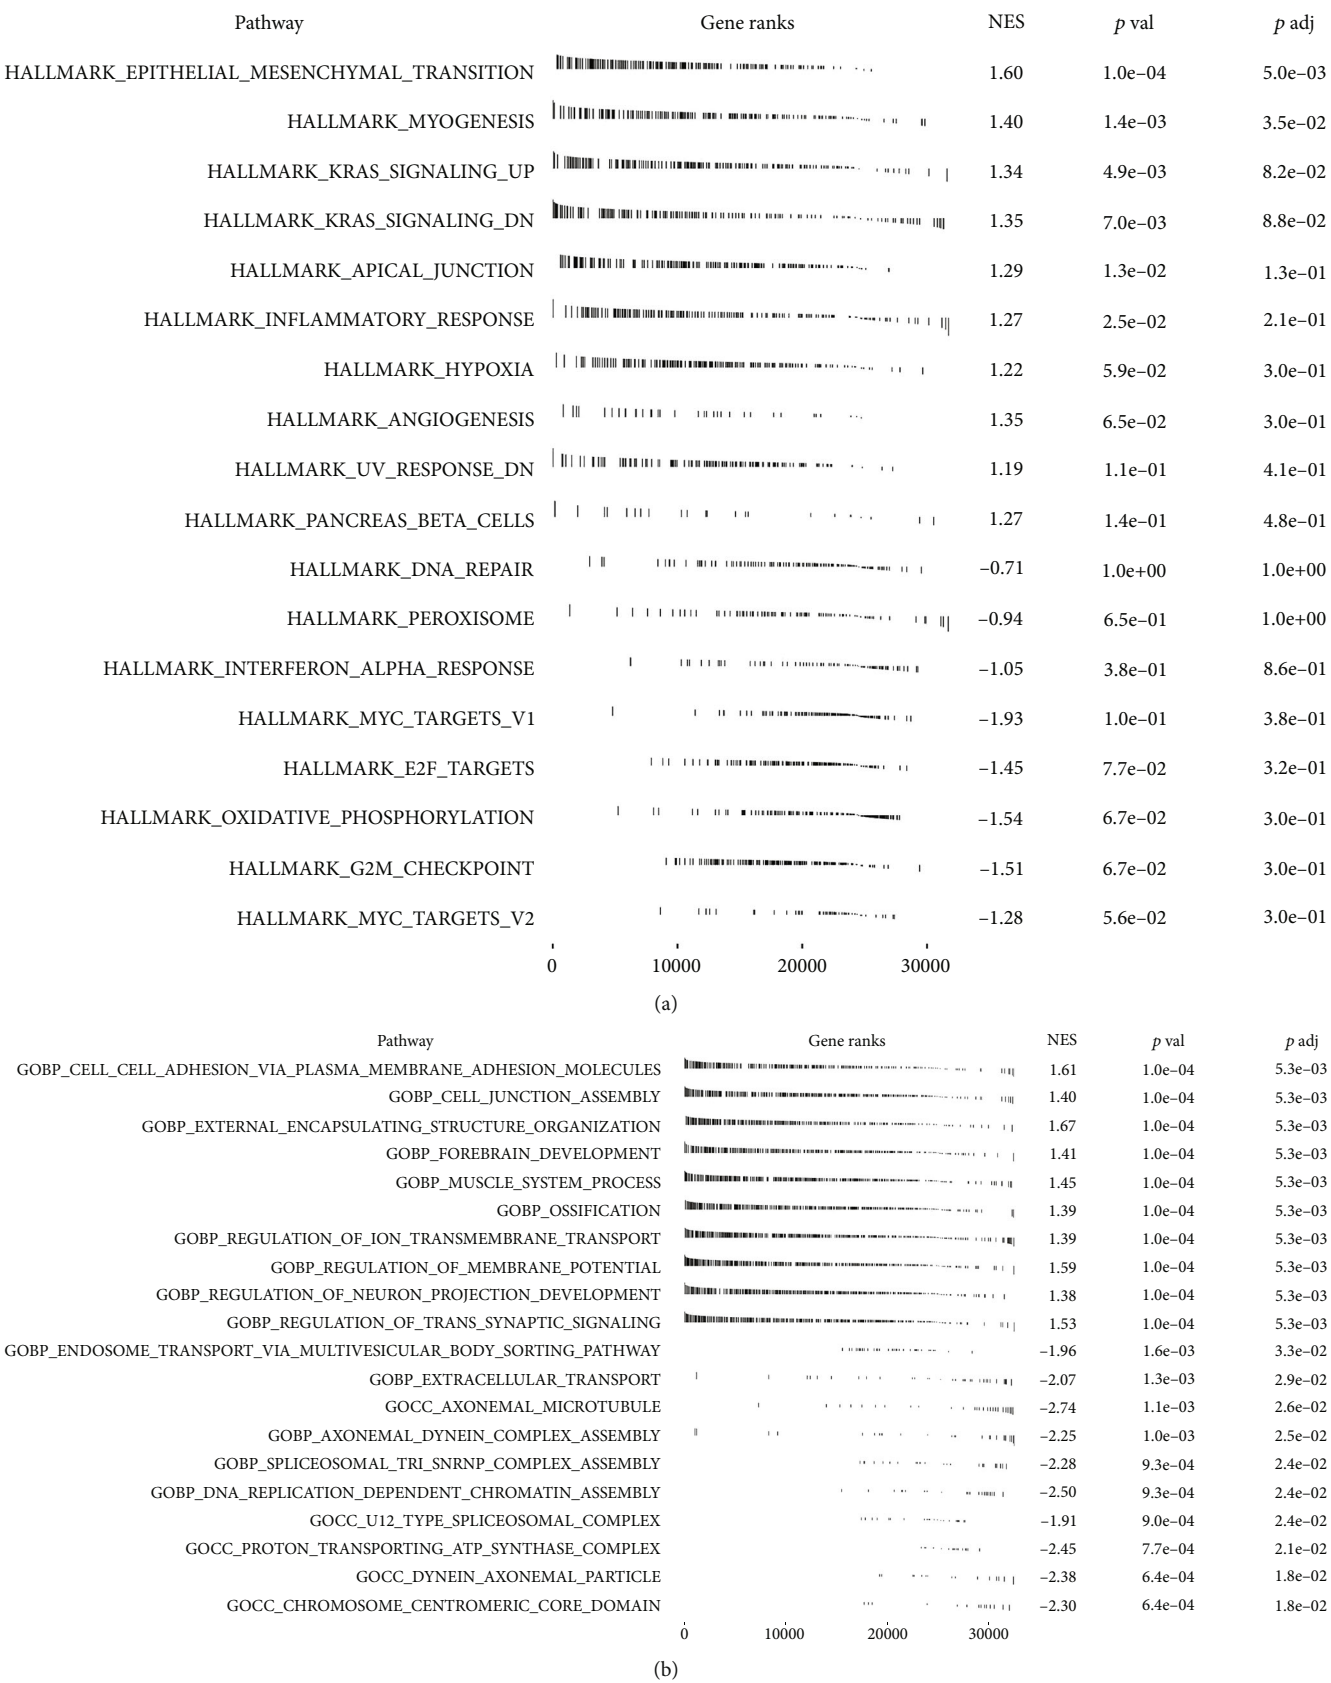 Pathway Gene ranks NES p val p adj
HALLMARK_EPITHELIAL_MESENCHYMAL_TRANSITION 1.60 1.0e–04 5.0e–03
HALLMARK_MYOGENESIS 1.40 1.4e–03 3.5e–02
HALLMARK_KRAS_SIGNALING_UP 1.34 4.9e–03 8.2e–02
HALLMARK_KRAS_SIGNALING_DN 1.35 7.0e–03 8.8e–02
HALLMARK_APICAL_JUNCTION 1.29 1.3e–02 1.3e–01
HALLMARK_INFLAMMATORY_RESPONSE 1.27 2.5e–02 2.1e–01
HALLMARK_HYPOXIA 1.22 5.9e–02 3.0e–01
HALLMARK_ANGIOGENESIS 1.35 6.5e–02 3.0e–01
HALLMARK_UV_RESPONSE_DN 1.19 1.1e–01 4.1e–01
HALLMARK_PANCREAS_BETA_CELLS 1.27 1.4e–01 4.8e–01
HALLMARK_DNA_REPAIR –0.71 1.0e+00 1.0e+00
HALLMARK_PEROXISOME –0.94 6.5e–01 1.0e+00
HALLMARK_INTERFERON_ALPHA_RESPONSE –1.05 3.8e–01 8.6e–01
HALLMARK_MYC_TARGETS_V1 –1.93 1.0e–01 3.8e–01
HALLMARK_E2F_TARGETS –1.45 7.7e–02 3.2e–01
HALLMARK_OXIDATIVE_PHOSPHORYLATION –1.54 6.7e–02 3.0e–01
HALLMARK_G2M_CHECKPOINT –1.51 6.7e–02 3.0e–01
HALLMARK_MYC_TARGETS_V2 –1.28 5.6e–02 3.0e–01
0 10000 20000 30000
(a)
Pathway Gene ranks NES p val p adj
GOBP_CELL_CELL_ADHESION_VIA_PLASMA_MEMBRANE_ADHESION_MOLECULES 1.61 1.0e–04 5.3e–03
GOBP_CELL_JUNCTION_ASSEMBLY 1.40 1.0e–04 5.3e–03
GOBP_EXTERNAL_ENCAPSULATING_STRUCTURE_ORGANIZATION 1.67 1.0e–04 5.3e–03
GOBP_FOREBRAIN_DEVELOPMENT 1.41 1.0e–04 5.3e–03
GOBP_MUSCLE_SYSTEM_PROCESS 1.45 1.0e–04 5.3e–03
GOBP_OSSIFICATION 1.39 1.0e–04 5.3e–03
GOBP_REGULATION_OF_ION_TRANSMEMBRANE_TRANSPORT 1.39 1.0e–04 5.3e–03
GOBP_REGULATION_OF_MEMBRANE_POTENTIAL 1.59 1.0e–04 5.3e–03
GOBP_REGULATION_OF_NEURON_PROJECTION_DEVELOPMENT 1.38 1.0e–04 5.3e–03
GOBP_REGULATION_OF_TRANS_SYNAPTIC_SIGNALING 1.53 1.0e–04 5.3e–03
GOBP_ENDOSOME_TRANSPORT_VIA_MULTIVESICULAR_BODY_SORTING_PATHWAY –1.96 1.6e–03 3.3e–02
GOBP_EXTRACELLULAR_TRANSPORT –2.07 1.3e–03 2.9e–02
GOCC_AXONEMAL_MICROTUBULE –2.74 1.1e–03 2.6e–02
GOBP_AXONEMAL_DYNEIN_COMPLEX_ASSEMBLY –2.25 1.0e–03 2.5e–02
GOBP_SPLICEOSOMAL_TRI_SNRNP_COMPLEX_ASSEMBLY –2.28 9.3e–04 2.4e–02
GOBP_DNA_REPLICATION_DEPENDENT_CHROMATIN_ASSEMBLY –2.50 9.3e–04 2.4e–02
GOCC_U12_TYPE_SPLICEOSOMAL_COMPLEX –1.91 9.0e–04 2.4e–02
GOCC_PROTON_TRANSPORTING_ATP_SYNTHASE_COMPLEX –2.45 7.7e–04 2.1e–02
GOCC_DYNEIN_AXONEMAL_PARTICLE –2.38 6.4e–04 1.8e–02
GOCC_CHROMOSOME_CENTROMERIC_CORE_DOMAIN –2.30 6.4e–04 1.8e–02
0 10000 20000 30000
(b)